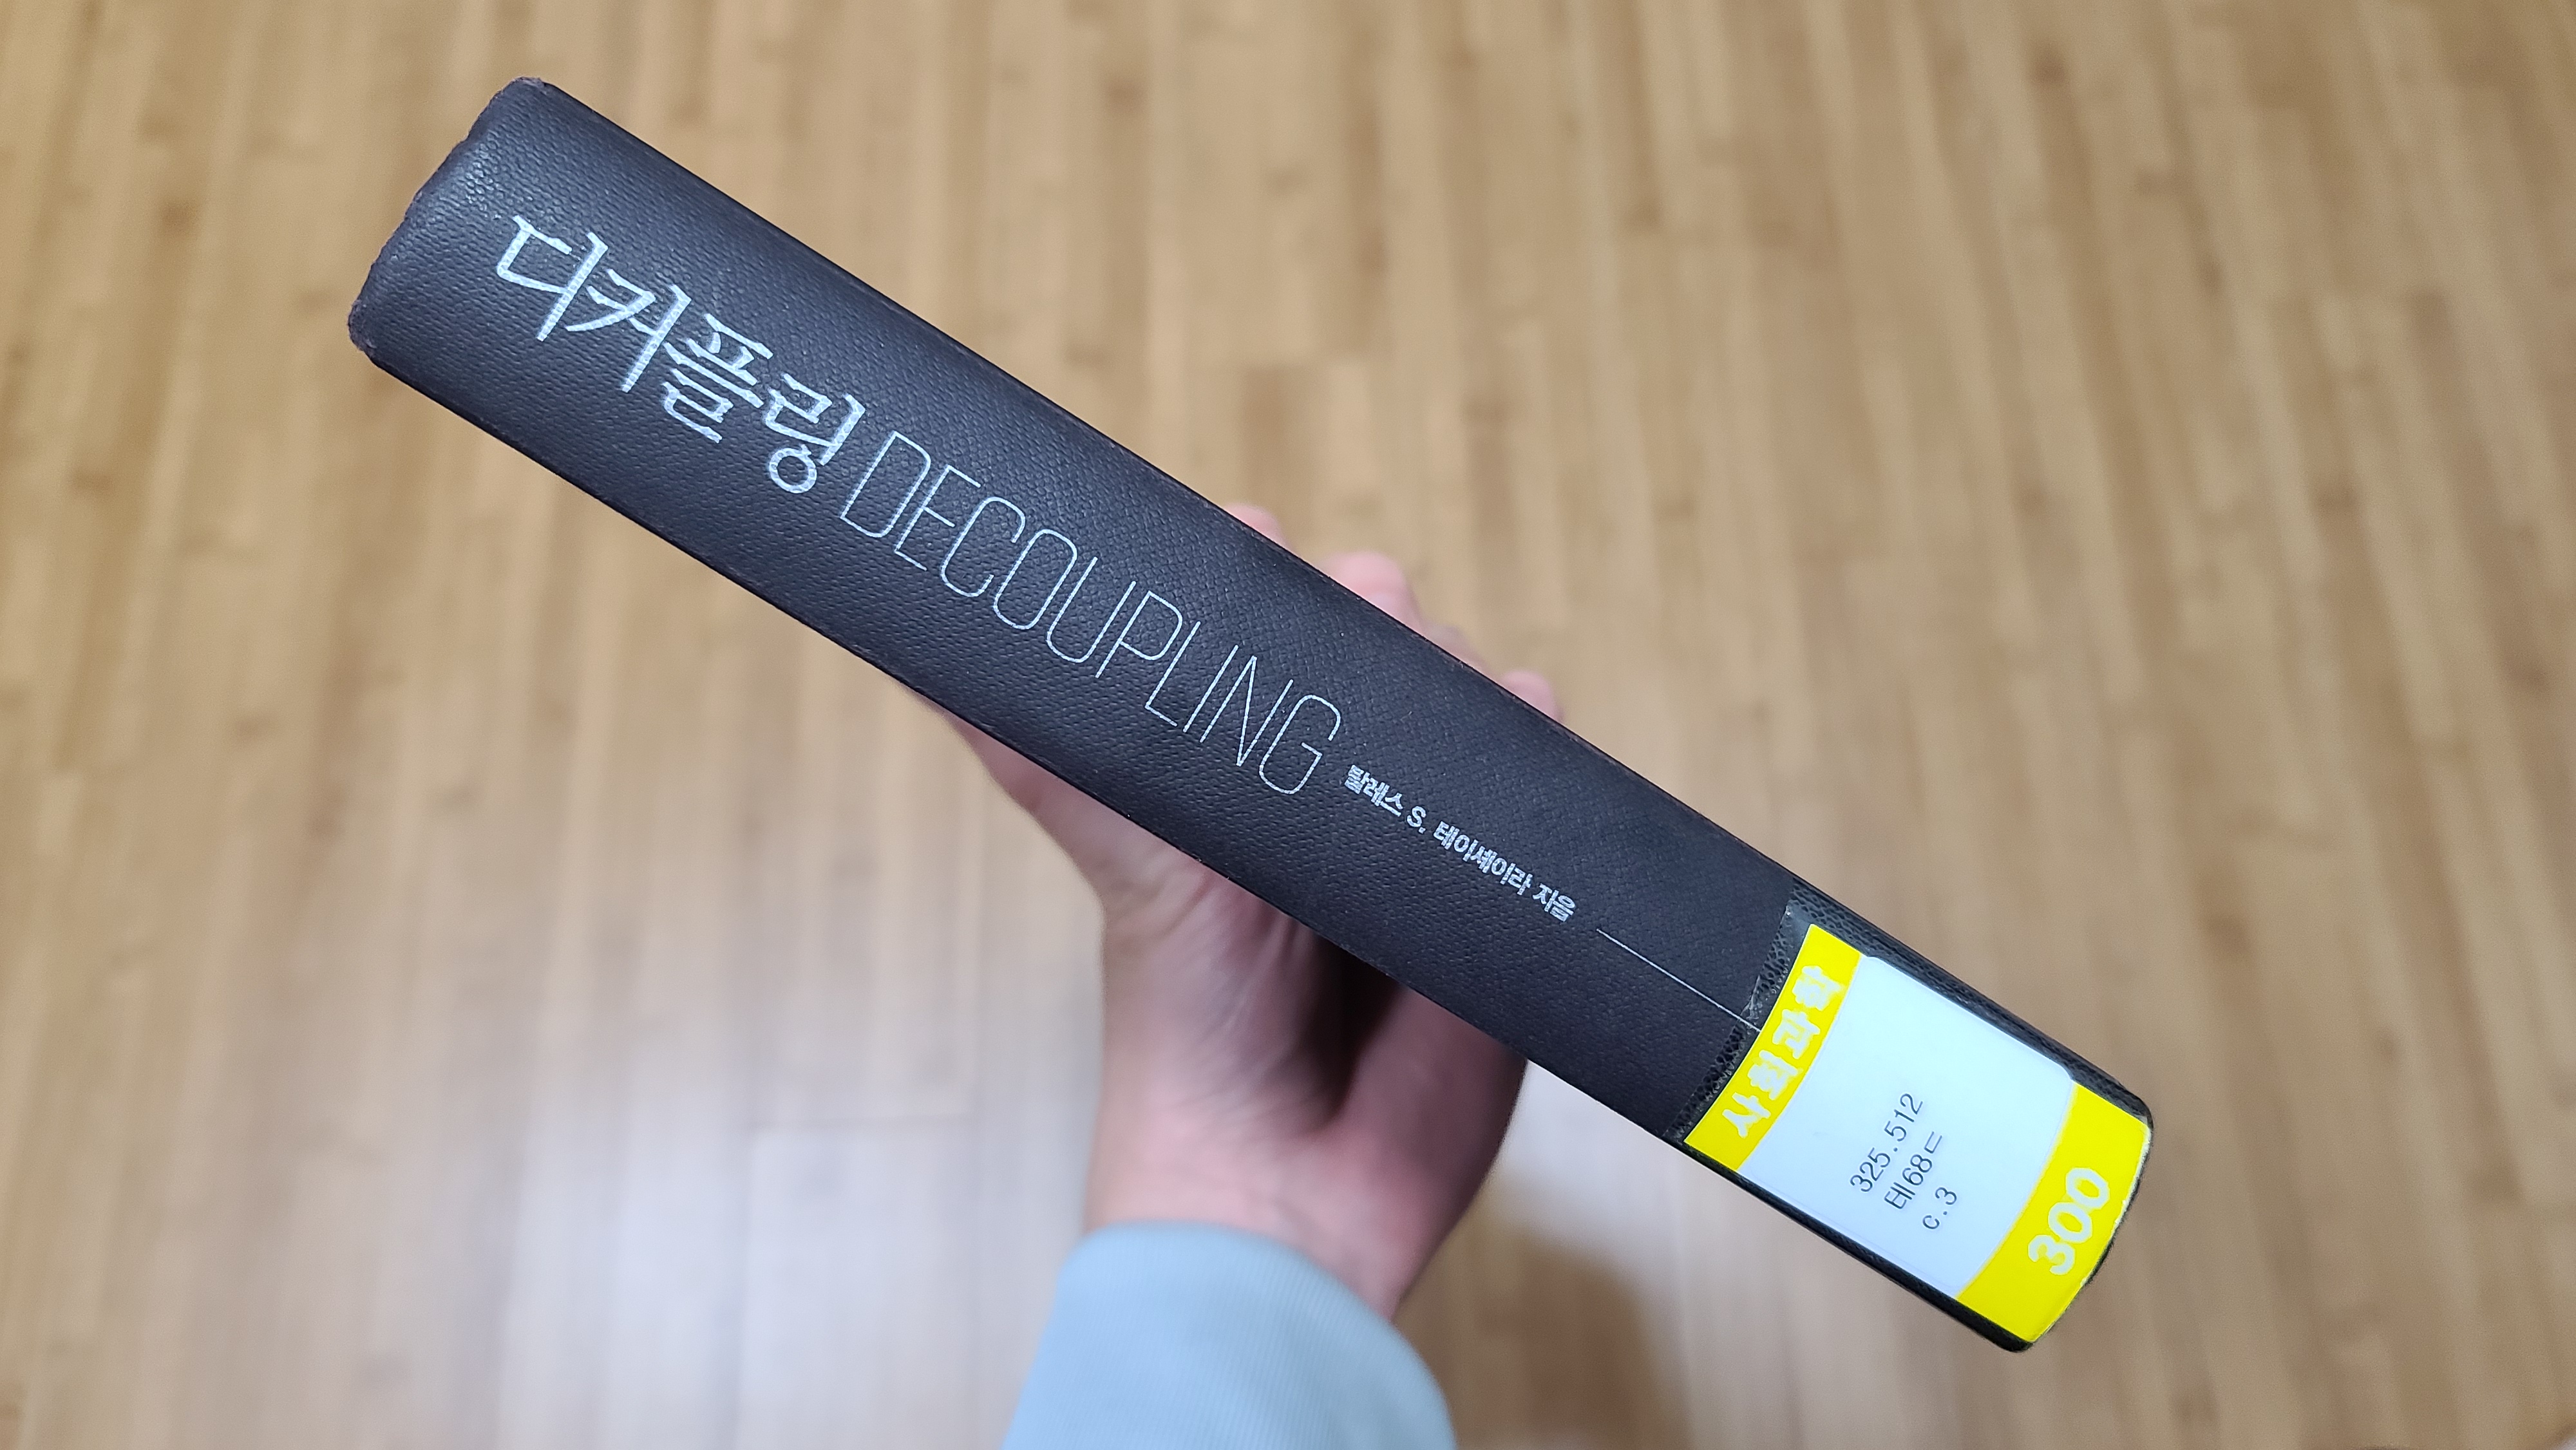 디커플링 DECOUPLING 탈레스 S. 테이셰이라 지음
사회과학
325.512
테68ㄷ
c.3
300